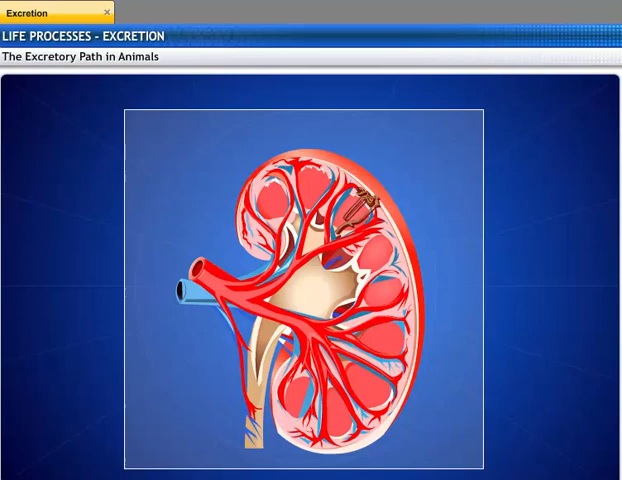 Excretion
LIFE PROCESSES - EXCRETION
The Excretory Path in Animals